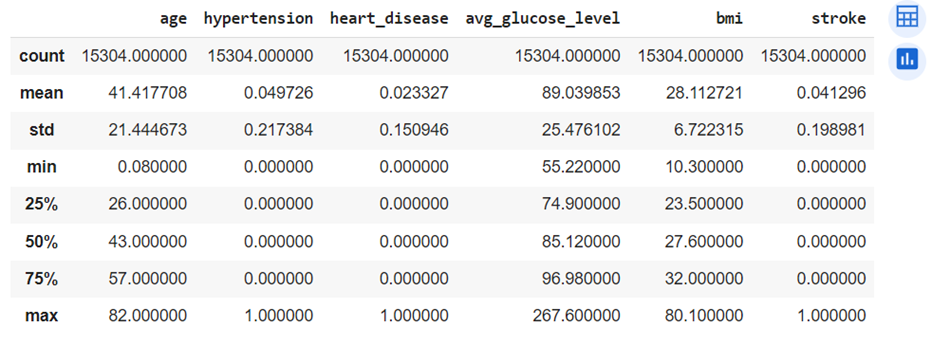 age hypertension heart_disease avg_glucose_level bmi stroke
count 15304.000000 15304.000000 15304.000000 15304.000000 15304.000000 15304.000000
mean 41.417708 0.049726 0.023327 89.039853 28.112721 0.041296
std 21.444673 0.217384 0.150946 25.476102 6.722315 0.198981
min 0.080000 0.000000 0.000000 55.220000 10.300000 0.000000
25% 26.000000 0.000000 0.000000 74.900000 23.500000 0.000000
50% 43.000000 0.000000 0.000000 85.120000 27.600000 0.000000
75% 57.000000 0.000000 0.000000 96.980000 32.000000 0.000000
max 82.000000 1.000000 1.000000 267.600000 80.100000 1.000000